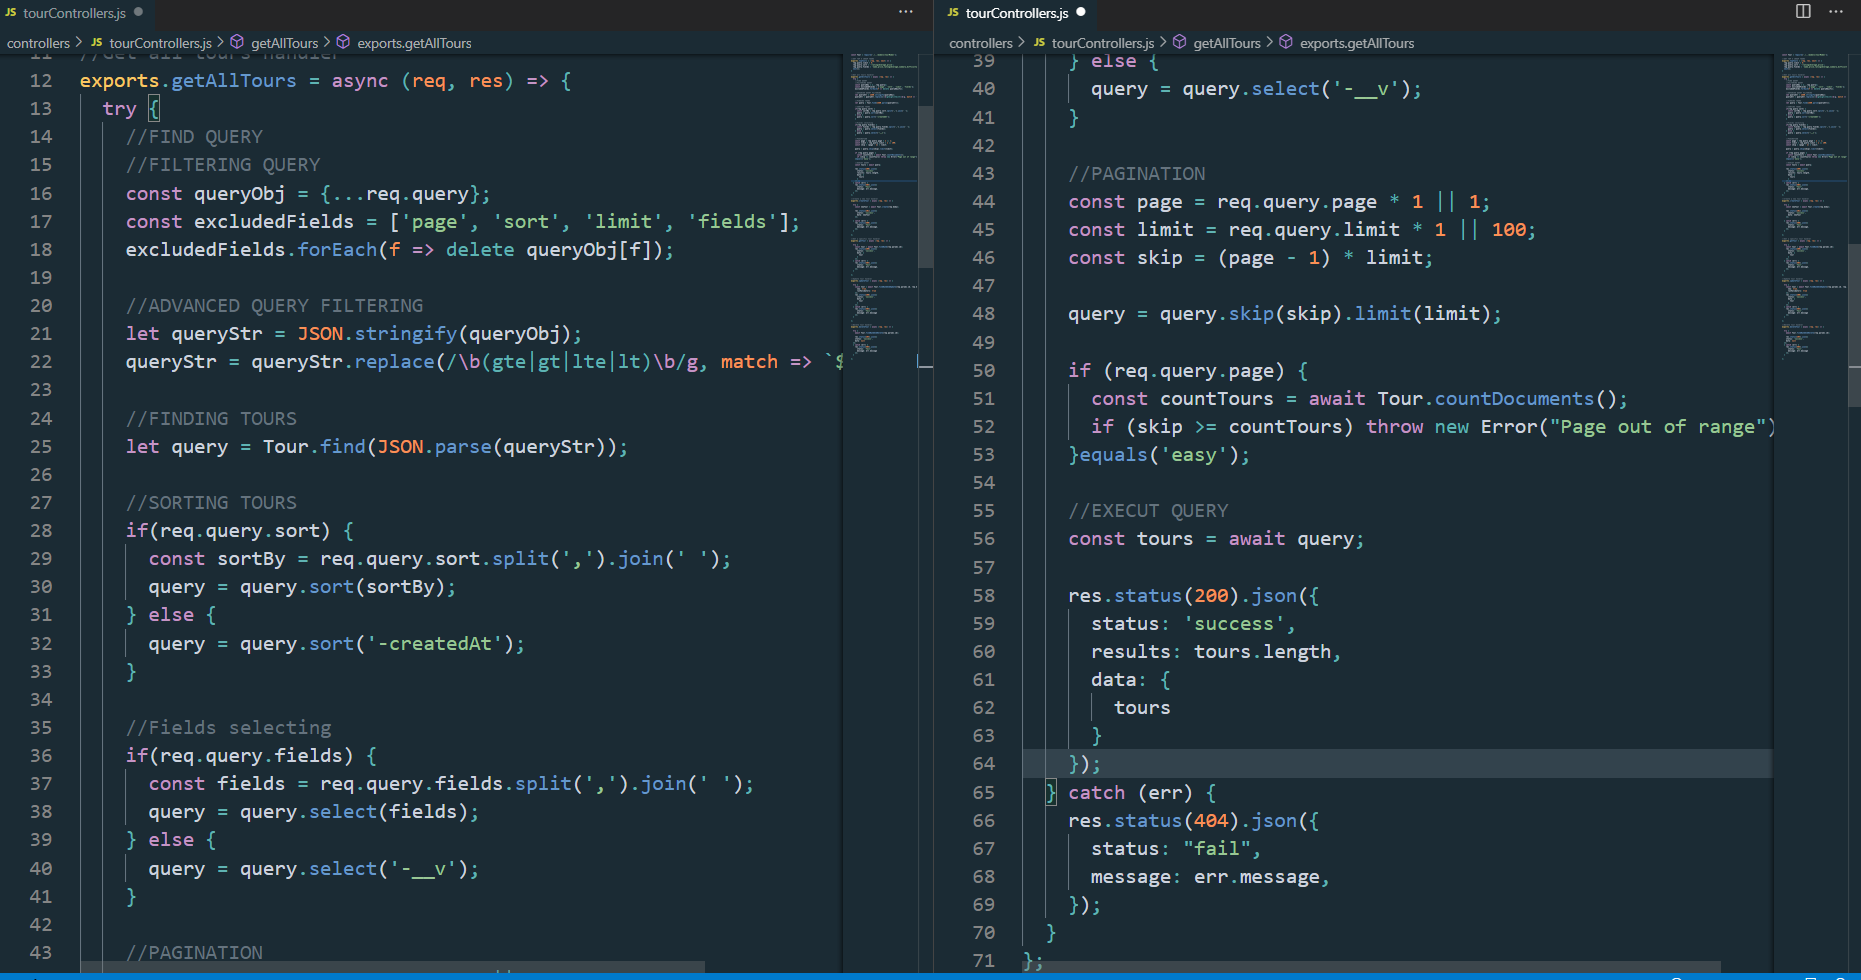 JS tourControllers.js
controllers > JS tourControllers.js > getAllTours > exports.getAllTours
11 //Get all tours handler
12 exports.getAllTours = async (req, res) => {
13 try {
14 //FIND QUERY
15 //FILTERING QUERY
16 const queryObj = {...req.query};
17 const excludedFields = ['page', 'sort', 'limit', 'fields'];
18 excludedFields.forEach(f => delete queryObj[f]);
19
20 //ADVANCED QUERY FILTERING
21 let queryStr = JSON.stringify(queryObj);
22 queryStr = queryStr.replace(/\b(gte|gt|lte|lt)\b/g, match => `$
23
24 //FINDING TOURS
25 let query = Tour.find(JSON.parse(queryStr));
26
27 //SORTING TOURS
28 if(req.query.sort) {
29 const sortBy = req.query.sort.split(',').join(' ');
30 query = query.sort(sortBy);
31 } else {
32 query = query.sort('-createdAt');
33 }
34
35 //Fields selecting
36 if(req.query.fields) {
37 const fields = req.query.fields.split(',').join(' ');
38 query = query.select(fields);
39 } else {
40 query = query.select('-__v');
41 }
42
43 //PAGINATION
JS tourControllers.js
controllers > JS tourControllers.js > getAllTours > exports.getAllTours
39 } else {
40 query = query.select('-__v');
41 }
42
43 //PAGINATION
44 const page = req.query.page * 1 || 1;
45 const limit = req.query.limit * 1 || 100;
46 const skip = (page - 1) * limit;
47
48 query = query.skip(skip).limit(limit);
49
50 if (req.query.page) {
51 const countTours = await Tour.countDocuments();
52 if (skip >= countTours) throw new Error("Page out of range")
53 }equals('easy');
54
55 //EXECUT QUERY
56 const tours = await query;
57
58 res.status(200).json({
59 status: 'success',
60 results: tours.length,
61 data: {
62 tours
63 }
64 });
65 } catch (err) {
66 res.status(404).json({
67 status: "fail",
68 message: err.message,
69 });
70 }
71 };